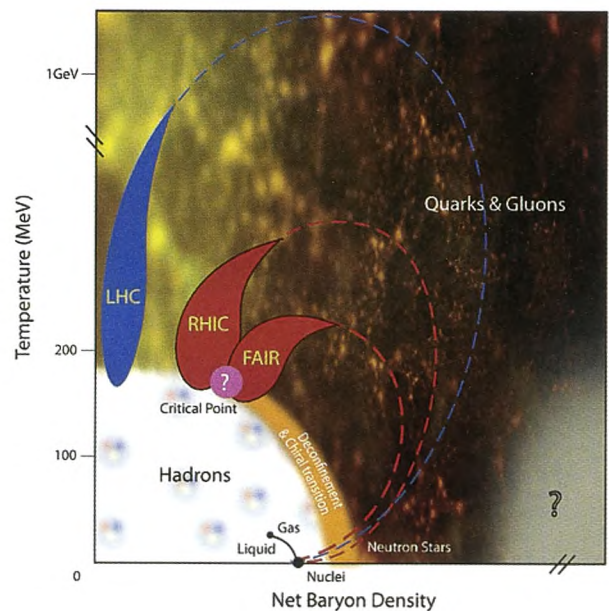 1GeV
Quarks & Gluons
Temperature (MeV)
LHC
RHIC
FAIR
200
?
Critical Point
Deconfinement
& Chiral transition
100
Hadrons
?
Gas
Liquid
Neutron Stars
0
Nuclei
Net Baryon Density